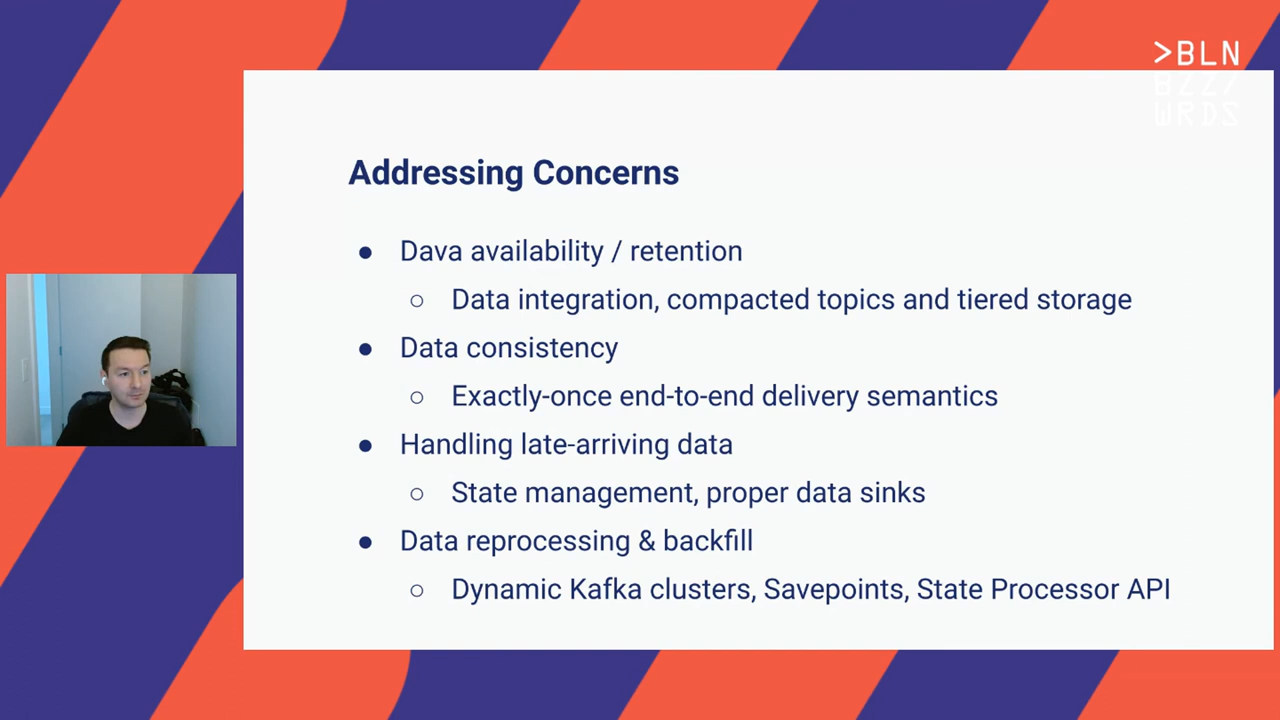 >BLN
BZZ/
WRDS
Addressing Concerns
● Dava availability / retention
○ Data integration, compacted topics and tiered storage
● Data consistency
○ Exactly-once end-to-end delivery semantics
● Handling late-arriving data
○ State management, proper data sinks
● Data reprocessing & backfill
○ Dynamic Kafka clusters, Savepoints, State Processor API